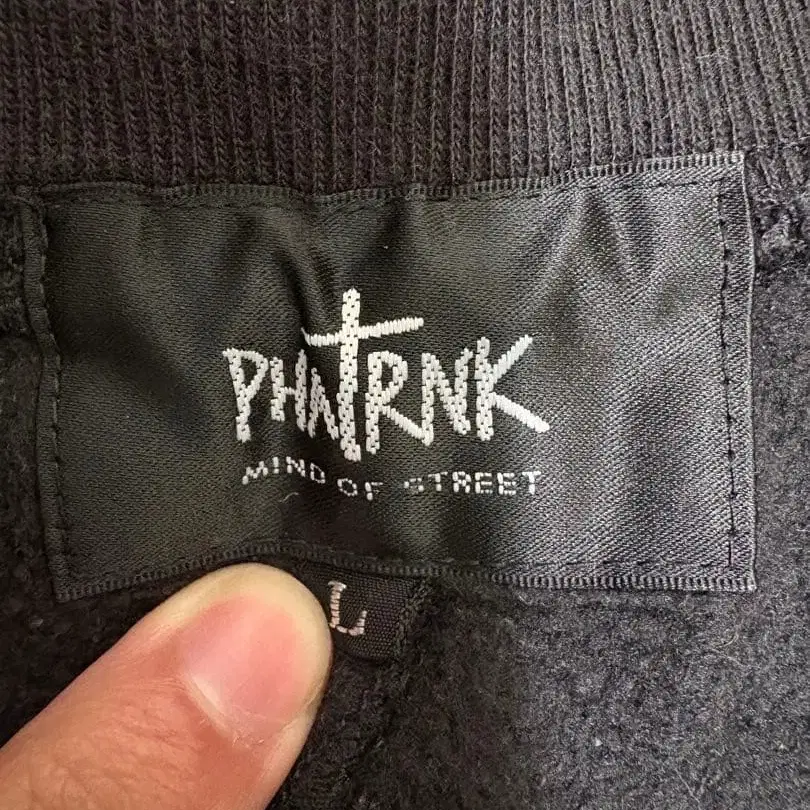 PHATRNK
MIND OF STREET
L